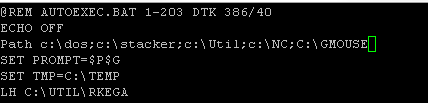 @REM AUTOEXEC.BAT 1-203 DTK 386/40
ECHO OFF
Path c:\dos;c:\stacker;c:\Util;c:\NC;C:\GMOUSE
SET PROMPT=$P$G
SET TMP=C:\TEMP
LH C:\UTIL\RKEGA